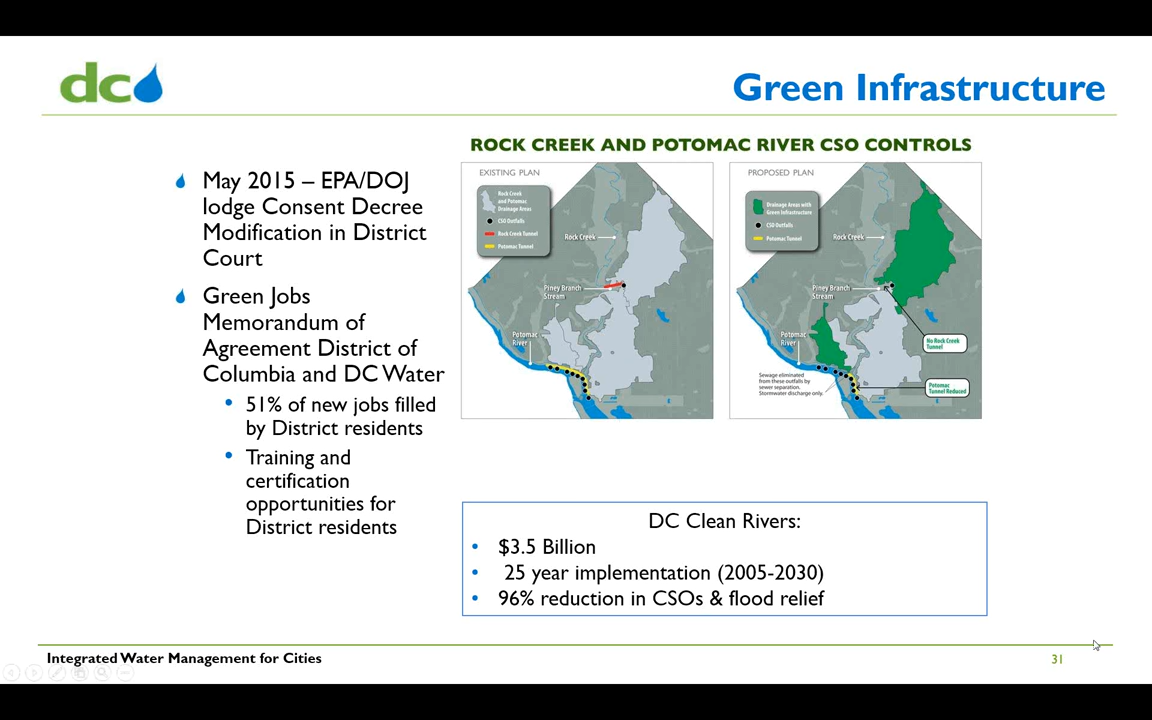 dc
Green Infrastructure
May 2015 – EPA/DOJ
lodge Consent Decree
Modification in District
Court
Green Jobs
Memorandum of
Agreement District of
Columbia and DC Water
51% of new jobs filled
by District residents
Training and
certification
opportunities for
District residents
ROCK CREEK AND POTOMAC RIVER CSO CONTROLS
EXISTING PLAN
Rock Creek
and Potomac
Drainage Areas
CSO Outfalls
Rock Creek Tunnel
Potomac Tunnel
Rock Creek
Piney Branch
Stream
Potomac
River
PROPOSED PLAN
Drainage Areas with
Green Infrastructure
CSO Outfalls
Potomac Tunnel
Rock Creek
Piney Branch
Stream
Potomac
River
No Rock Creek
Tunnel
Sewage eliminated
from these outfalls by
sewer separation.
Stormwater discharge only.
Potomac
Tunnel Reduced
DC Clean Rivers:
$3.5 Billion
25 year implementation (2005-2030)
96% reduction in CSOs & flood relief
Integrated Water Management for Cities
31